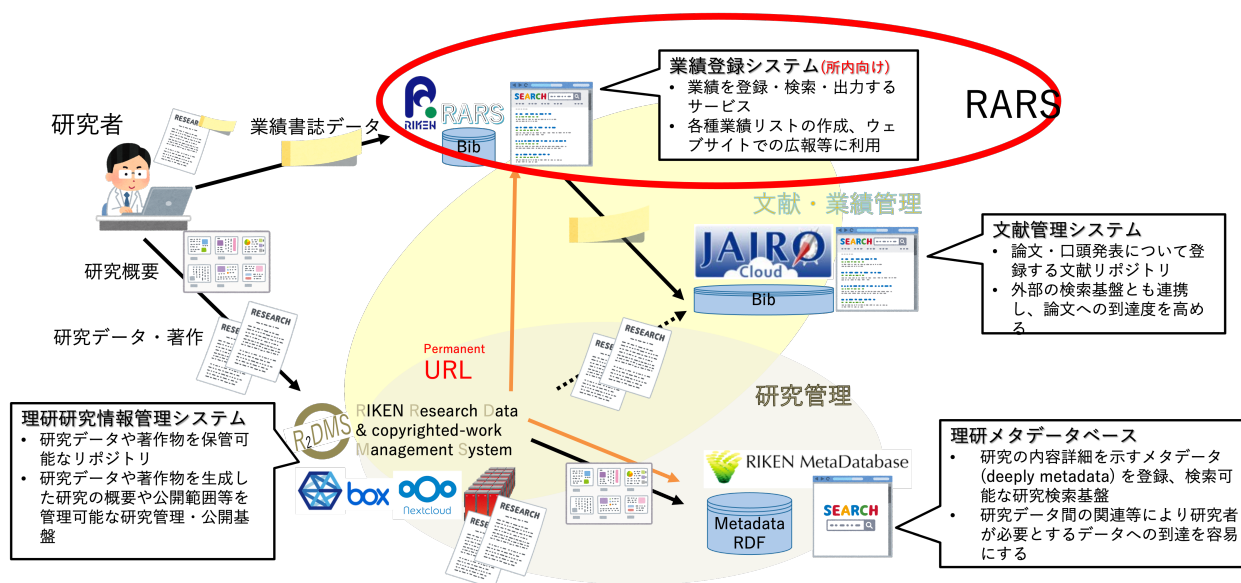 業績登録システム(所内向け)
• 業績を登録・検索・出力する
サービス
• 各種業績リストの作成、ウェ
ブサイトでの広報等に利用
RARS
研究者
RESEAR
業績書誌データ
RIKEN
RARS
Bib
SEARCH
文献・業績管理
JAIRO
Cloud
Bib
SEARCH
文献管理システム
• 論文・口頭発表について登
録する文献リポジトリ
• 外部の検索基盤とも連携
し、論文への到達度を高め
る
研究概要
研究データ・著作
RESEARCH
RESEARCH
Permanent
URL
研究管理
R2DMS
RIKEN Research Data
& copyrighted-work
Management System
理研研究情報管理システム
• 研究データや著作物を保管可
能なリポジトリ
• 研究データや著作物を生成し
た研究の概要や公開範囲等を
管理可能な研究管理・公開基
盤
box
Nextcloud
RESEARCH
RIKEN MetaDatabase
Metadata
RDF
SEARCH
理研メタデータベース
• 研究の内容詳細を示すメタデータ
(deeply metadata) を登録、検索可
能な研究検索基盤
• 研究データ間の関連等により研究者
が必要とするデータへの到達を容易
にする